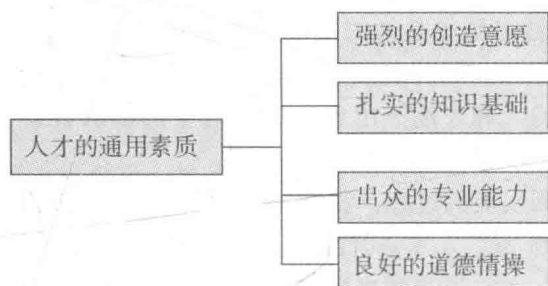 强烈的创造意愿
扎实的知识基础
人才的通用素质
出众的专业能力
良好的道德情操